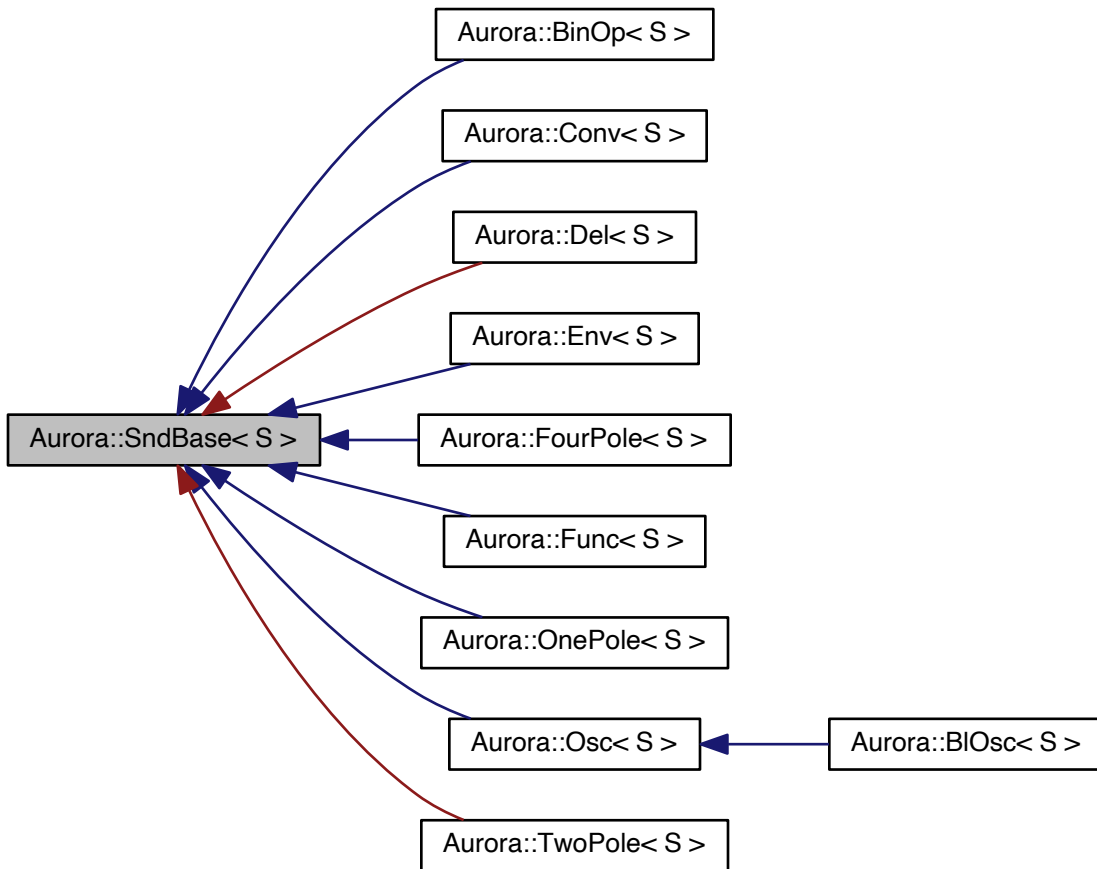 Aurora::BinOp< S >
Aurora::Conv< S >
Aurora::Del< S >
Aurora::Env< S >
Aurora::SndBase< S >
Aurora::FourPole< S >
Aurora::Func< S >
Aurora::OnePole< S >
Aurora::Osc< S >
Aurora::BlOsc< S >
Aurora::TwoPole< S >